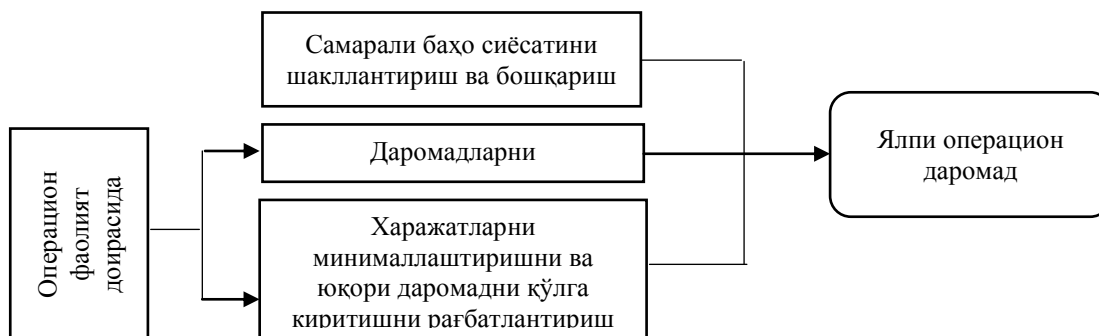 Самарали баҳо сиёсатини
шакллантириш ва бошқариш
Операцион
фаолият
доирасида
Даромадларни
Ялпи операцион
даромад
Харажатларни
минималлаштиришни ва
юқори даромадни қўлга
киритишни рағбатлантириш